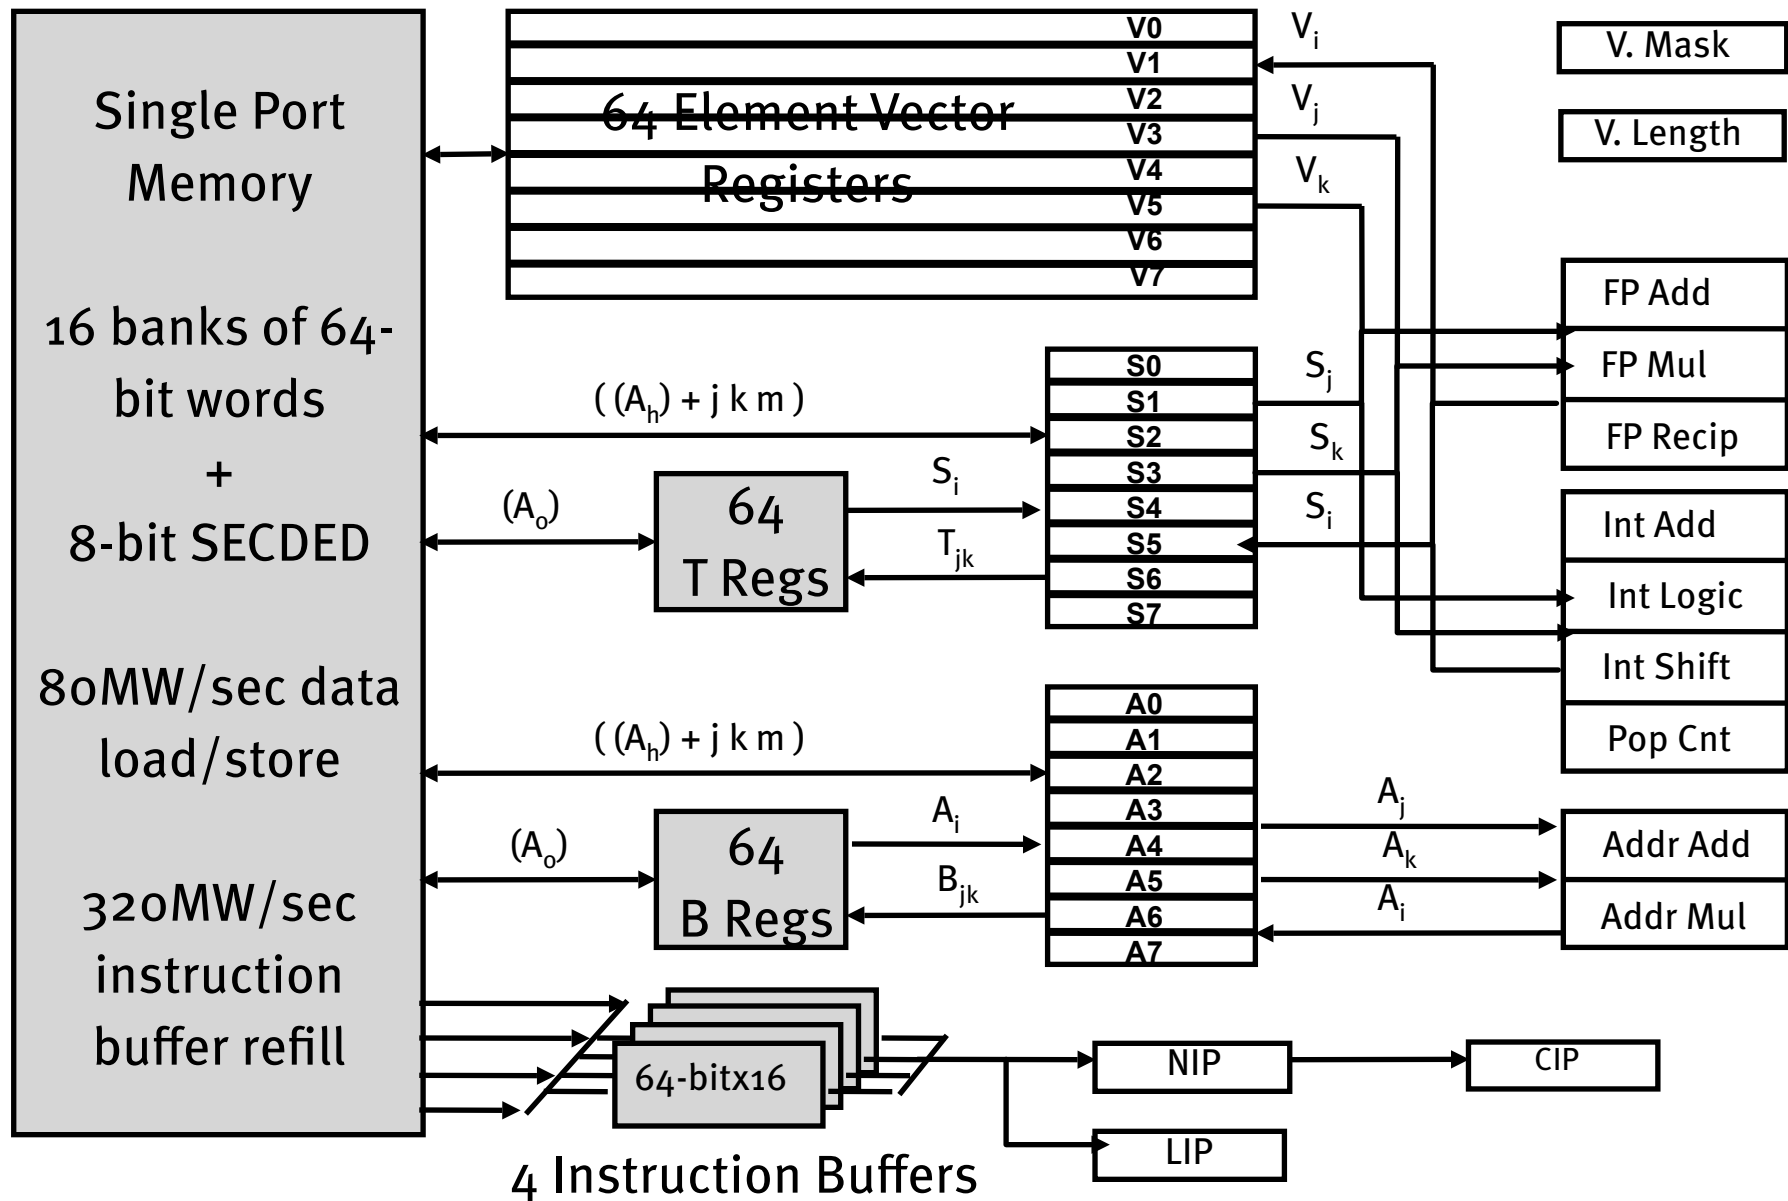 Single Port
Memory
16 banks of 64-
bit words
+
8-bit SECDED
80MW/sec data
load/store
320MW/sec
instruction
buffer refill
64 Element Vector
Registers
V0
V1
V2
V3
V4
V5
V6
V7
Vi
Vj
Vk
V. Mask
V. Length
FP Add
FP Mul
FP Recip
( (Ah) + j k m )
(Ao)
64
T Regs
Si
Tjk
S0
S1
S2
S3
S4
S5
S6
S7
Sj
Sk
Si
Int Add
Int Logic
Int Shift
Pop Cnt
( (Ah) + j k m )
(Ao)
64
B Regs
Ai
Bjk
A0
A1
A2
A3
A4
A5
A6
A7
Aj
Ak
Ai
Addr Add
Addr Mul
64-bitx16
4 Instruction Buffers
NIP
CIP
LIP